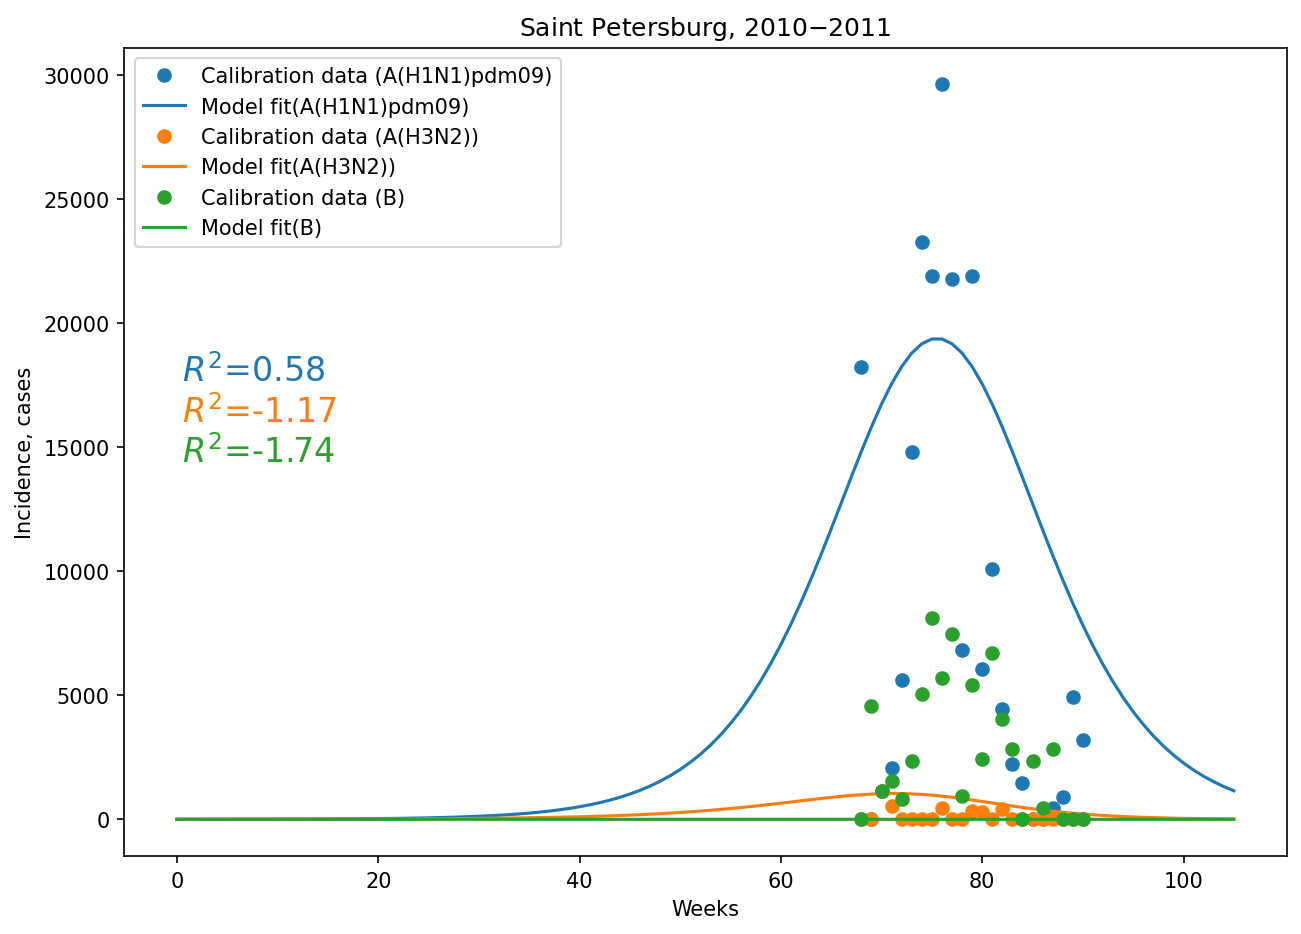 Saint Petersburg, 2010−2011
Calibration data (A(H1N1)pdm09)
Model fit(A(H1N1)pdm09)
Calibration data (A(H3N2))
Model fit(A(H3N2))
Calibration data (B)
Model fit(B)
R²=0.58
R²=-1.17
R²=-1.74
Incidence, cases
30000
25000
20000
15000
10000
5000
0
0 20 40 60 80 100
Weeks